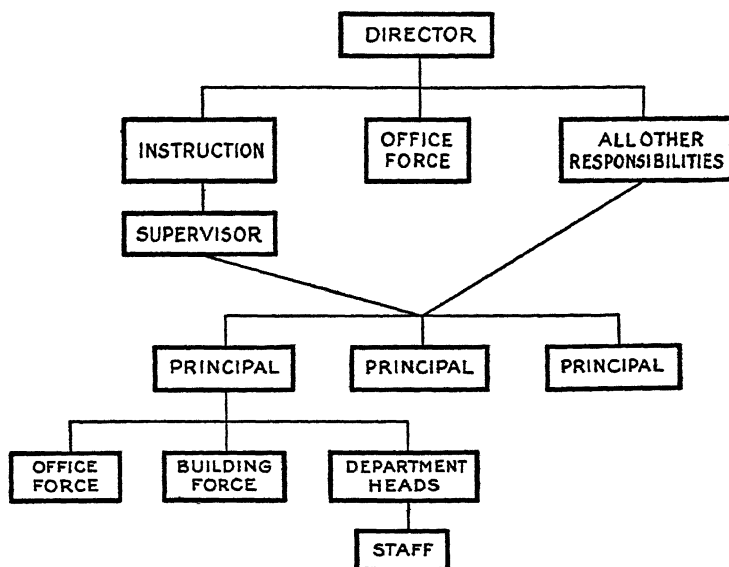 DIRECTOR
INSTRUCTION
OFFICE
FORCE
ALL OTHER
RESPONSIBILITIES
SUPERVISOR
PRINCIPAL
PRINCIPAL
PRINCIPAL
OFFICE
FORCE
BUILDING
FORCE
DEPARTMENT
HEADS
STAFF